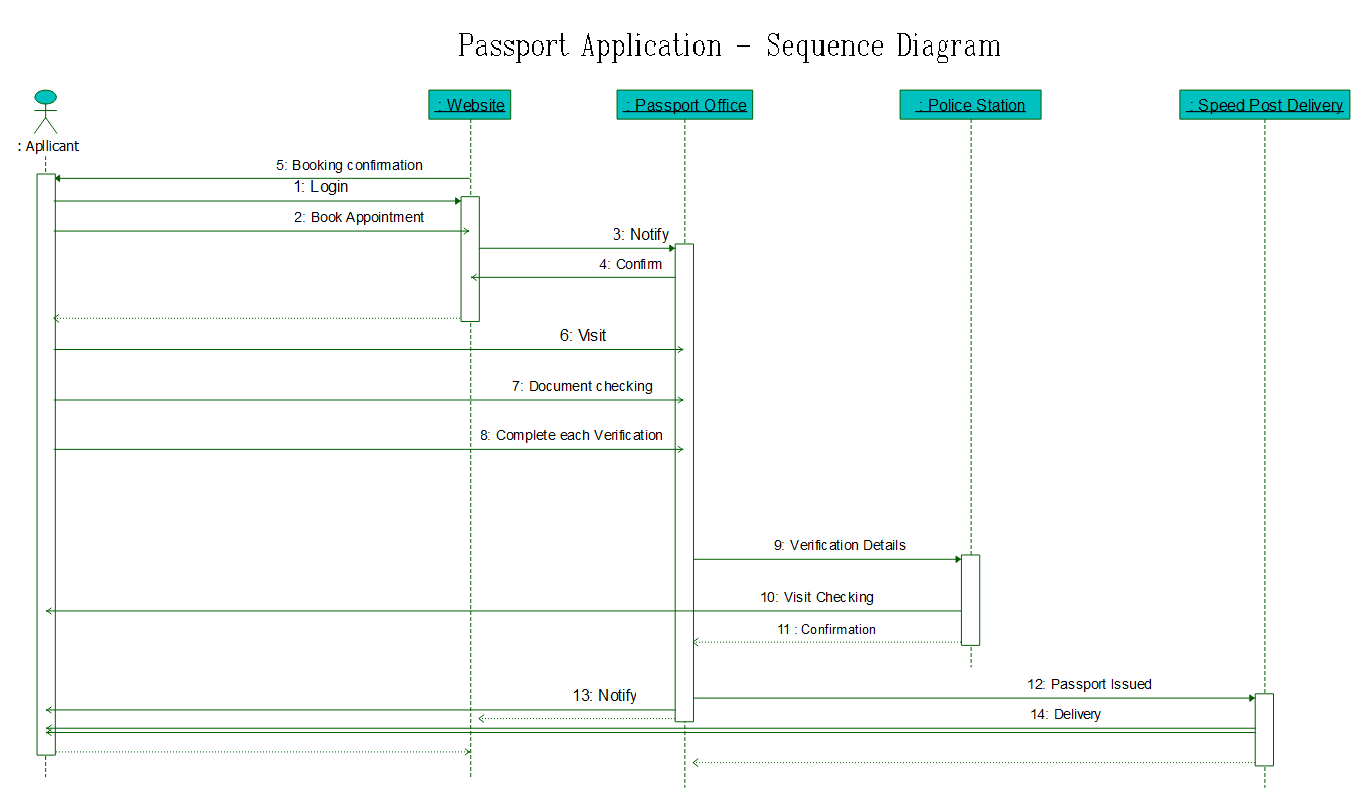 Passport Application - Sequence Diagram
: Website
: Passport Office
: Police Station
: Speed Post Delivery
: Apllicant
5: Booking confirmation
1: Login
2: Book Appointment
3: Notify
4: Confirm
6: Visit
7: Document checking
8: Complete each Verification
9: Verification Details
10: Visit Checking
11 : Confirmation
12: Passport Issued
13: Notify
14: Delivery